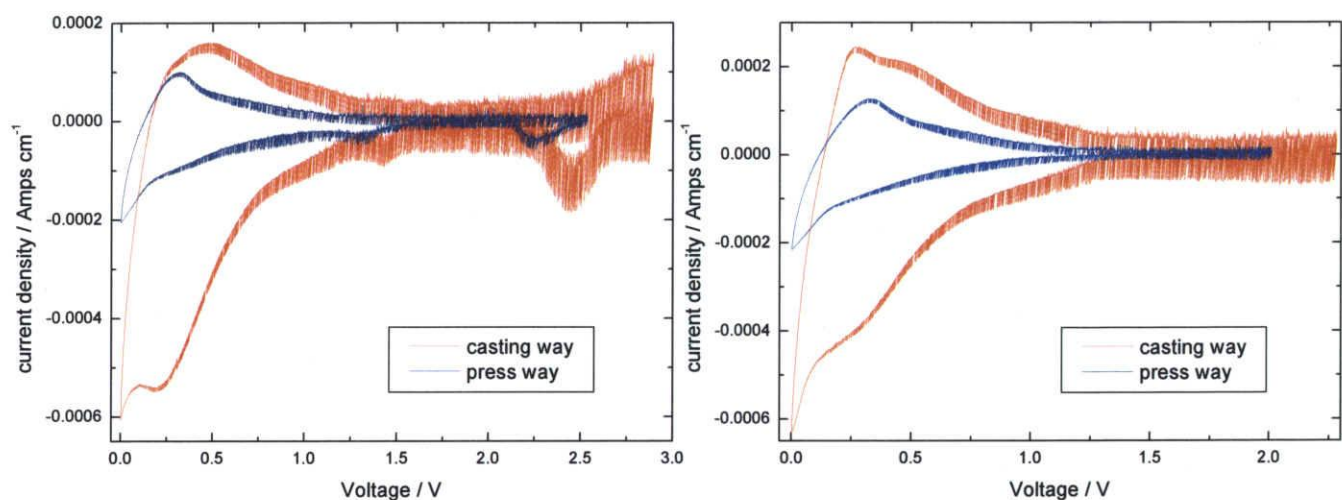 0.0002
0.0000
-0.0002
-0.0004
-0.0006
current density / Amps cm⁻¹
0.0 0.5 1.0 1.5 2.0 2.5 3.0
Voltage / V
casting way
press way
0.0002
0.0000
-0.0002
-0.0004
-0.0006
current density / Amps cm⁻¹
0.0 0.5 1.0 1.5 2.0
Voltage / V
casting way
press way